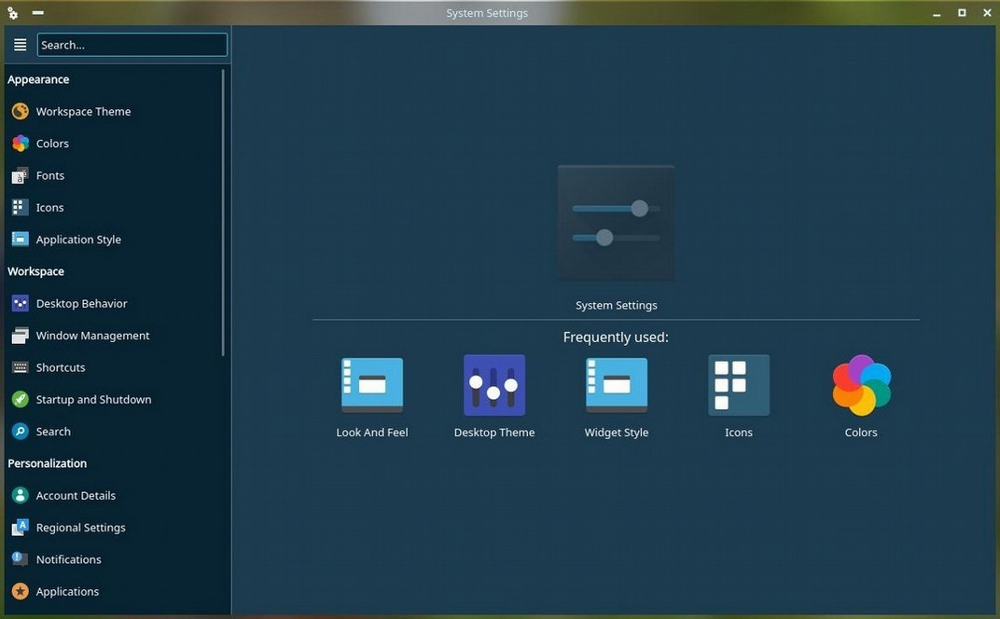 System Settings
Search...
Appearance
Workspace Theme
Colors
Fonts
Icons
Application Style
Workspace
Desktop Behavior
Window Management
Shortcuts
Startup and Shutdown
Search
Personalization
Account Details
Regional Settings
Notifications
Applications
System Settings
Frequently used:
Look And Feel
Desktop Theme
Widget Style
Icons
Colors